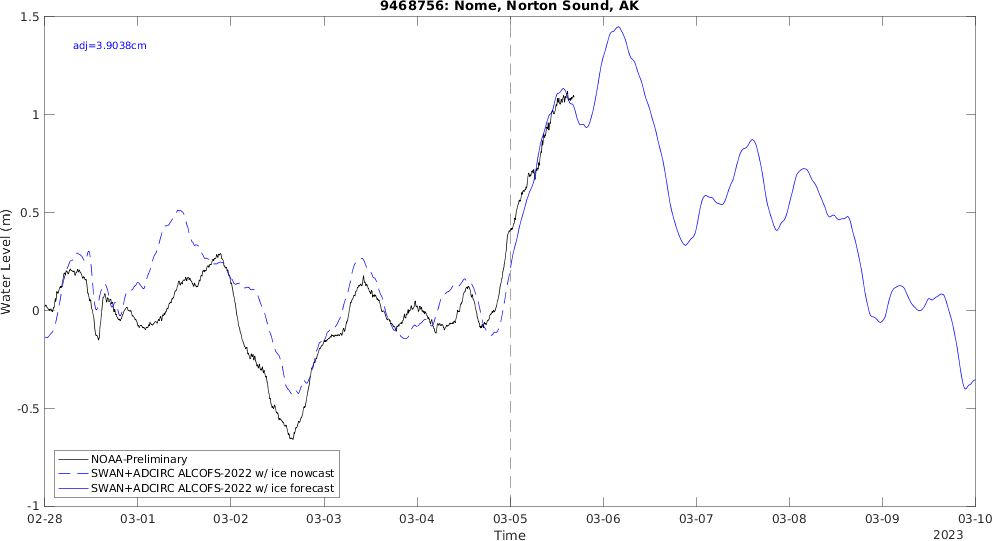 9468756: Nome, Norton Sound, AK
adj=3.9038cm
Water Level (m)
1.5
1
0.5
0
-0.5
-1
NOAA-Preliminary
SWAN+ADCIRC ALCOFS-2022 w/ ice nowcast
SWAN+ADCIRC ALCOFS-2022 w/ ice forecast
02-28 03-01 03-02 03-03 03-04 03-05 03-06 03-07 03-08 03-09 03-10
Time
2023